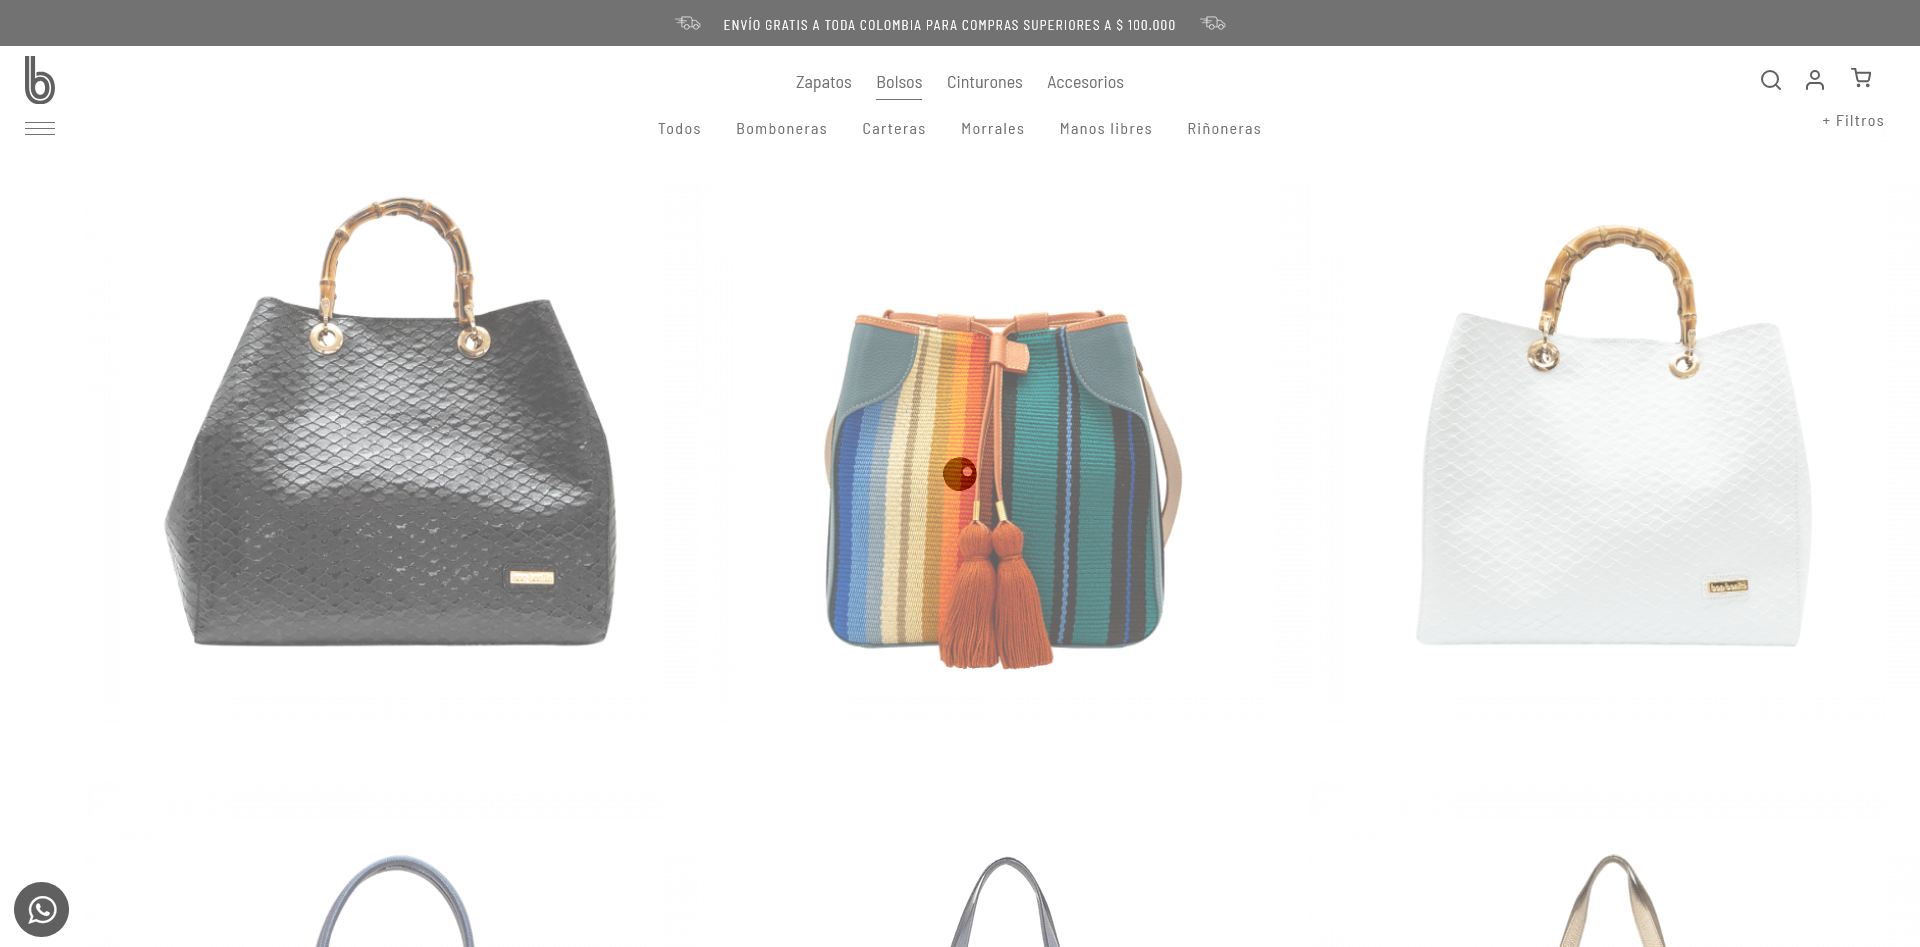 ENVÍO GRATIS A TODA COLOMBIA PARA COMPRAS SUPERIORES A $ 100.000
b
Zapatos Bolsos Cinturones Accesorios
Todos Bomboneras Carteras Morrales Manos libres Riñoneras
+ Filtros